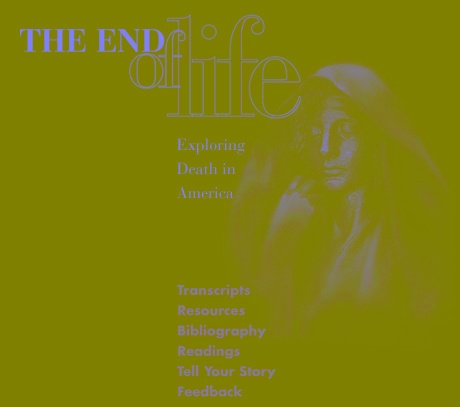 THE END
of life
Exploring
Death in
America
Transcripts
Resources
Bibliography
Readings
Tell Your Story
Feedback